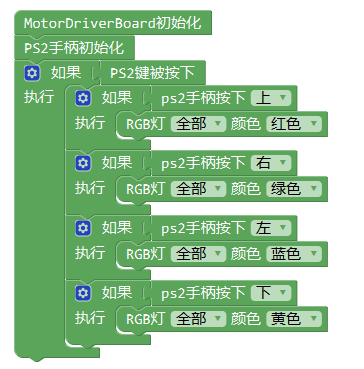 MotorDriverBoard初始化
PS2手柄初始化
如果 PS2键被按下
执行 如果 ps2手柄按下 上
执行 RGB灯 全部 颜色 红色
如果 ps2手柄按下 右
执行 RGB灯 全部 颜色 绿色
如果 ps2手柄按下 左
执行 RGB灯 全部 颜色 蓝色
如果 ps2手柄按下 下
执行 RGB灯 全部 颜色 黄色